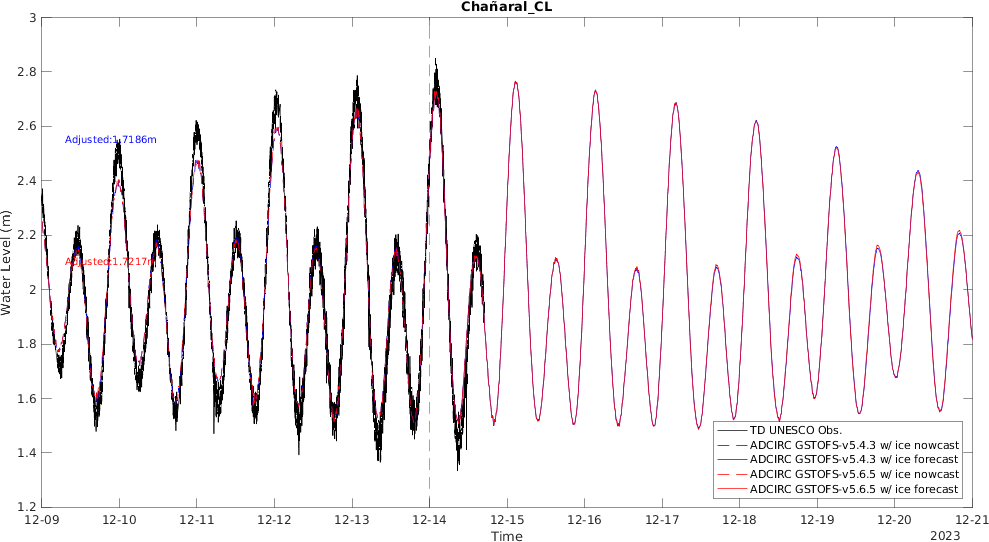 Chañaral_CL
Water Level (m)
3
2.8
2.6
2.4
2.2
2
1.8
1.6
1.4
1.2
Adjusted:1.7186m
Adjusted:1.7217m
TD UNESCO Obs.
ADCIRC GSTOFS-v5.4.3 w/ ice nowcast
ADCIRC GSTOFS-v5.4.3 w/ ice forecast
ADCIRC GSTOFS-v5.6.5 w/ ice nowcast
ADCIRC GSTOFS-v5.6.5 w/ ice forecast
12-09 12-10 12-11 12-12 12-13 12-14 12-15 12-16 12-17 12-18 12-19 12-20 12-21
Time
2023